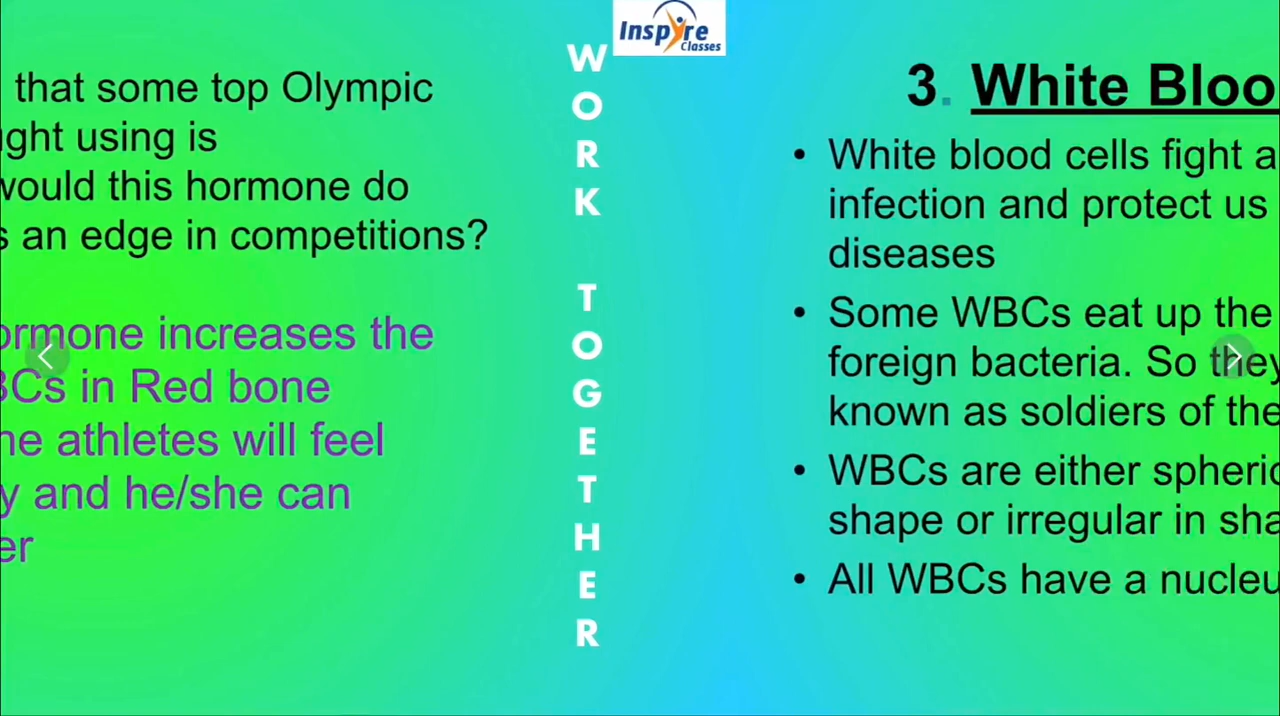 Inspyre
Classes
that some top Olympic
ght using is
would this hormone do
s an edge in competitions?
ormone increases the
BCs in Red bone
he athletes will feel
y and he/she can
er
WORK TOGETHER
3. White Bloo
• White blood cells fight a
infection and protect us
diseases
• Some WBCs eat up the
foreign bacteria. So they
known as soldiers of the
• WBCs are either spheric
shape or irregular in sha
• All WBCs have a nucleu